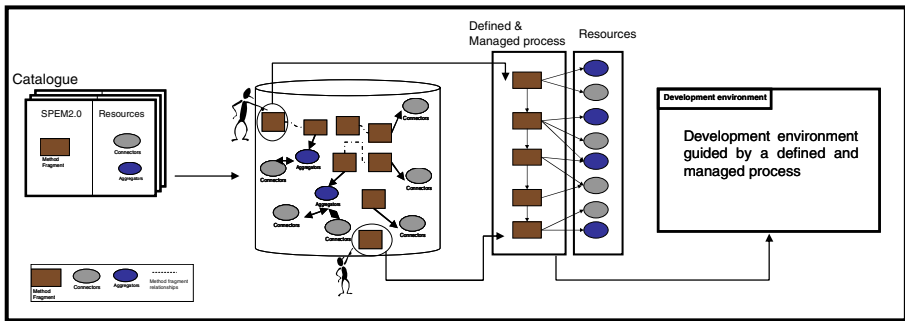 Defined &
Managed process
Resources
Catalogue
SPEM2.0
Resources
Method
Fragment
Connectors
Aggregators
Connectors
Connectors
Aggregators
Connectors
Aggregators
Connectors
Connectors
Connectors
Development environment
Development environment
guided by a defined and
managed process
Method
Fragment
Connectors
Aggregators
Method fragment
relationships